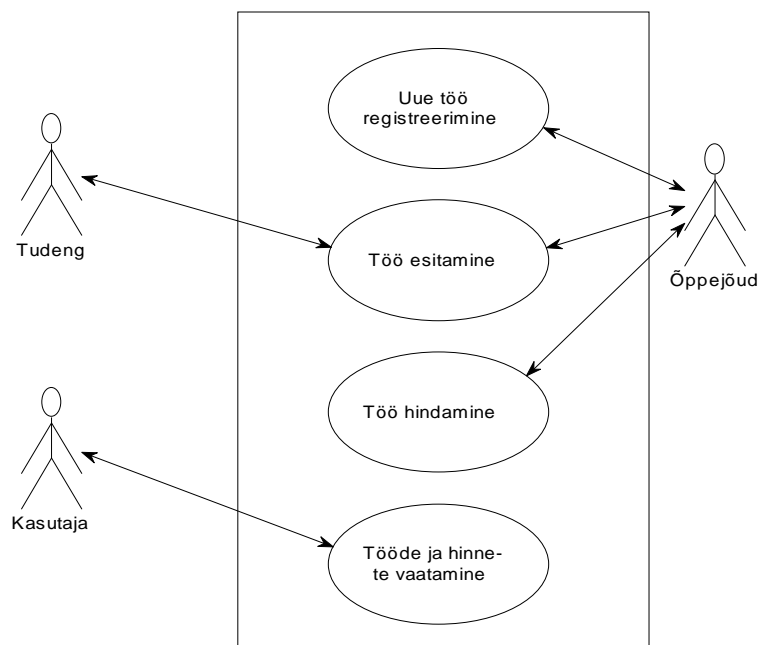 Uue töö
registreerimine
Tudeng
Töö esitamine
Õppejõud
Töö hindamine
Kasutaja
Tööde ja hinne-
te vaatamine